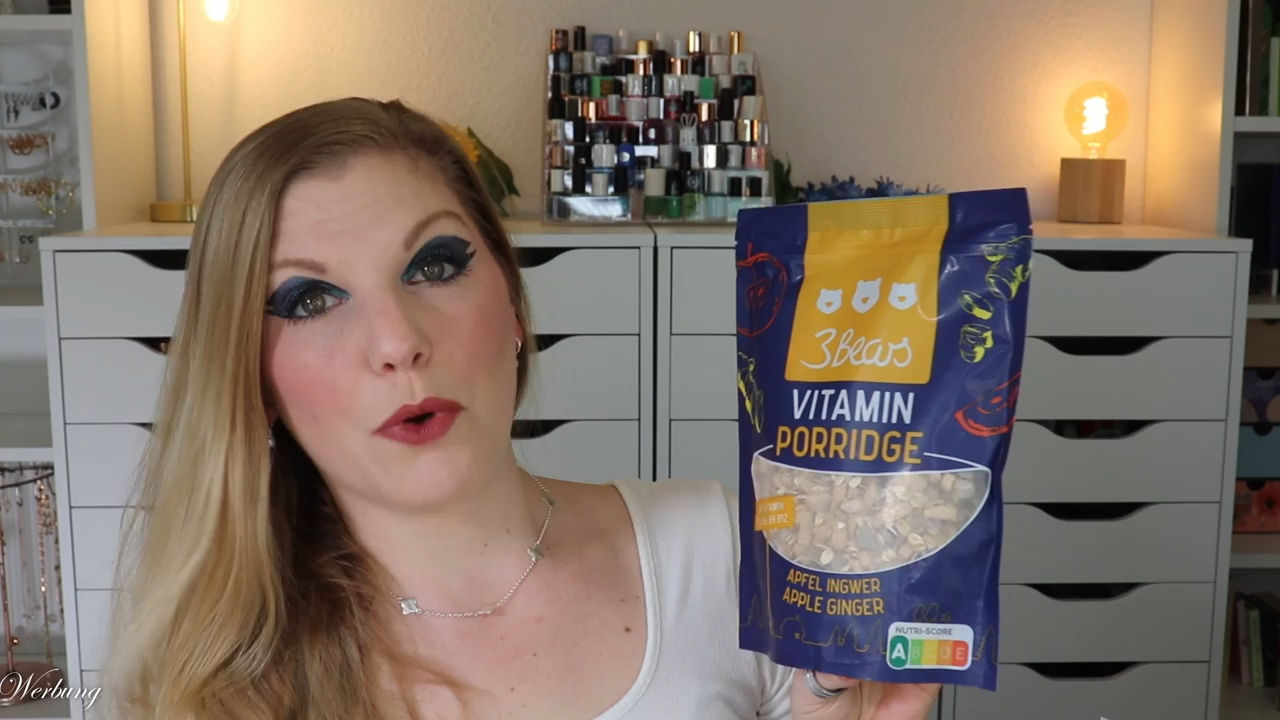 3Bears
VITAMIN
PORRIDGE
APFEL INGWER
APPLE GINGER
NUTRI-SCORE
A B C D E
Werbung